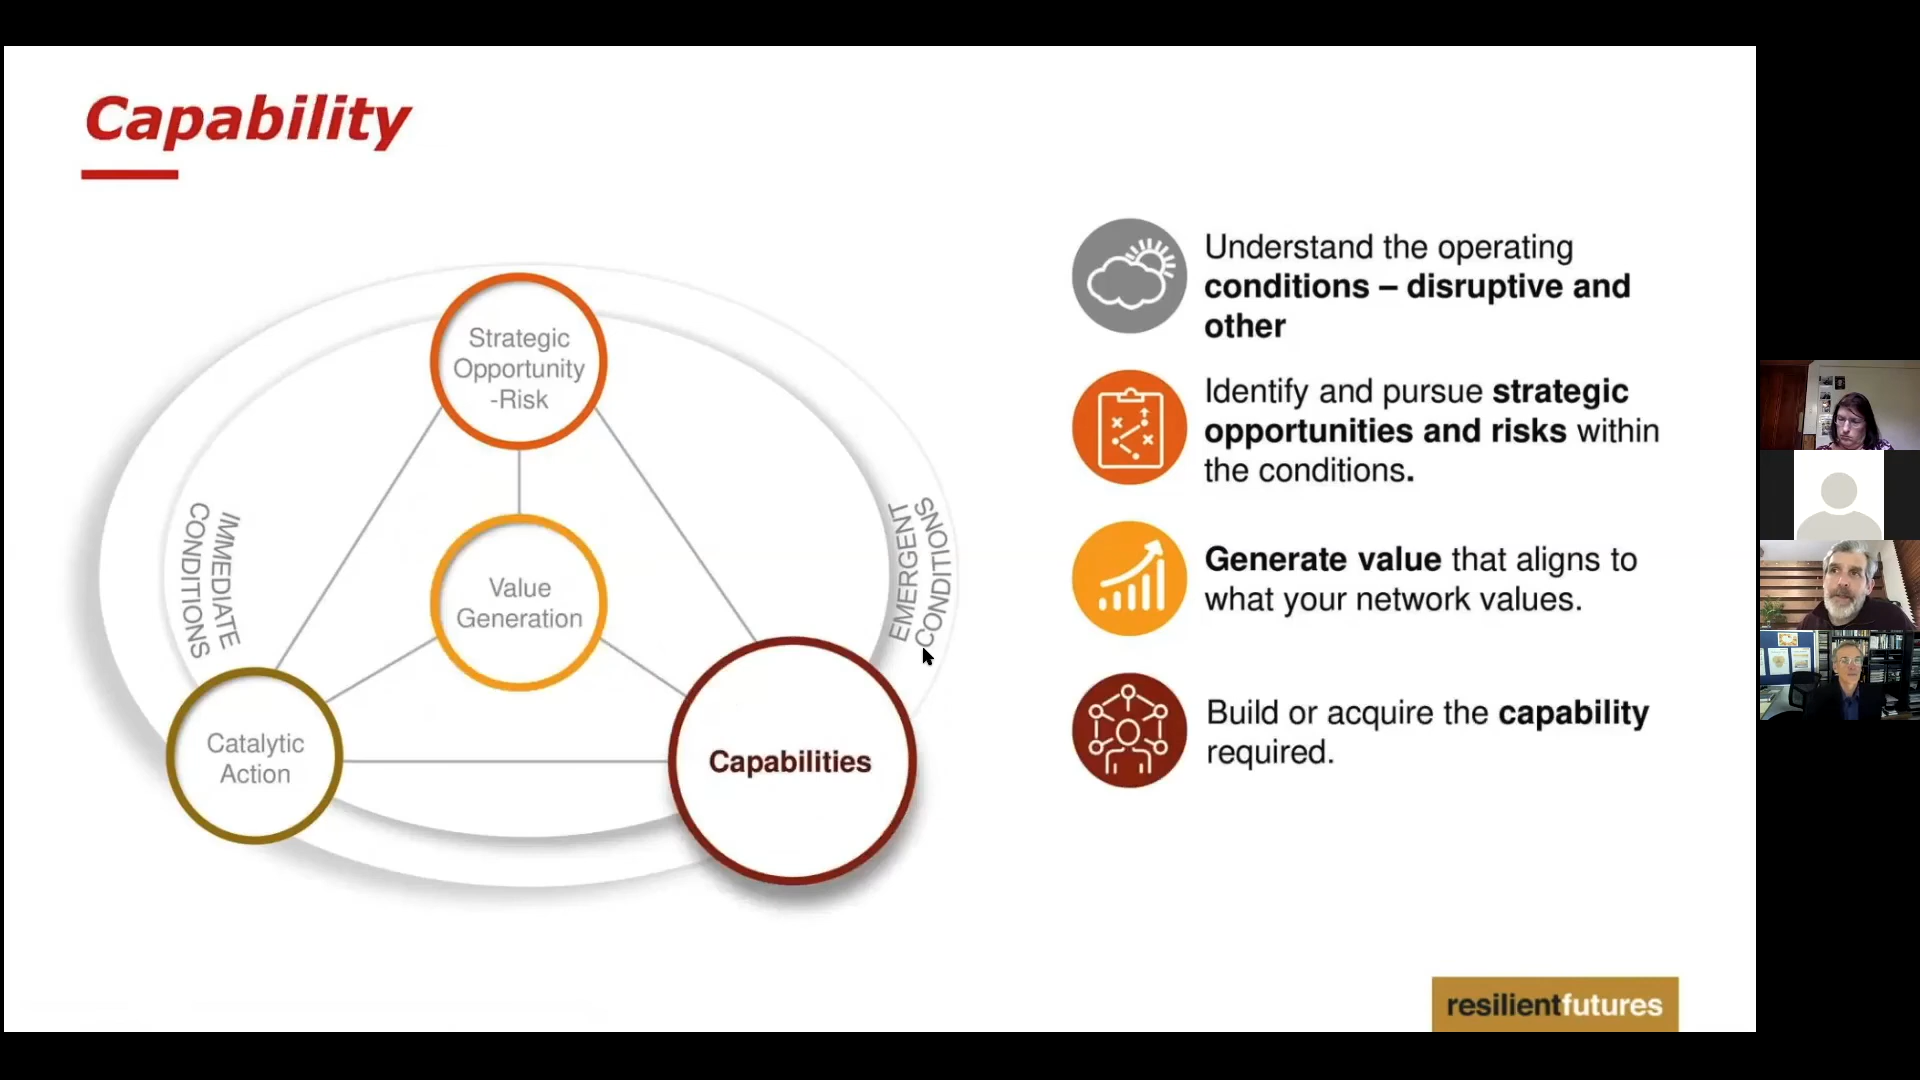 Capability
Strategic
Opportunity
-Risk
Value
Generation
Catalytic
Action
Capabilities
IMMEDIATE
CONDITIONS
EMERGENT
CONDITIONS
Understand the operating
conditions – disruptive and
other
Identify and pursue strategic
opportunities and risks within
the conditions.
Generate value that aligns to
what your network values.
Build or acquire the capability
required.
resilientfutures